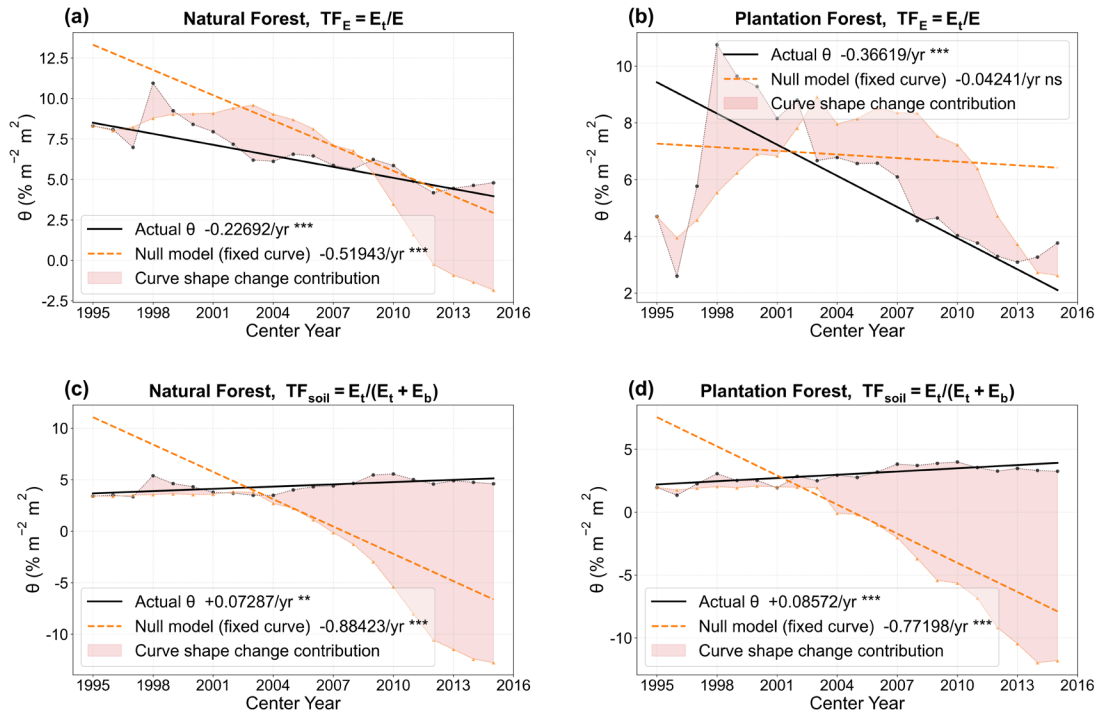 (a) Natural Forest, TF_E = E_t/E
12.5
10.0
7.5
5.0
2.5
0.0
-2.5
θ (% m⁻² m²)
Actual θ -0.22692/yr ***
Null model (fixed curve) -0.51943/yr ***
Curve shape change contribution
1995 1998 2001 2004 2007 2010 2013 2016
Center Year
(b) Plantation Forest, TF_E = E_t/E
10
8
6
4
2
θ (% m⁻² m²)
Actual θ -0.36619/yr ***
Null model (fixed curve) -0.04241/yr ns
Curve shape change contribution
1995 1998 2001 2004 2007 2010 2013 2016
Center Year
(c) Natural Forest, TF_soil = E_t/(E_t + E_b)
10
5
0
-5
-10
θ (% m⁻² m²)
Actual θ +0.07287/yr **
Null model (fixed curve) -0.88423/yr ***
Curve shape change contribution
1995 1998 2001 2004 2007 2010 2013 2016
Center Year
(d) Plantation Forest, TF_soil = E_t/(E_t + E_b)
5
0
-5
-10
θ (% m⁻² m²)
Actual θ +0.08572/yr ***
Null model (fixed curve) -0.77198/yr ***
Curve shape change contribution
1995 1998 2001 2004 2007 2010 2013 2016
Center Year